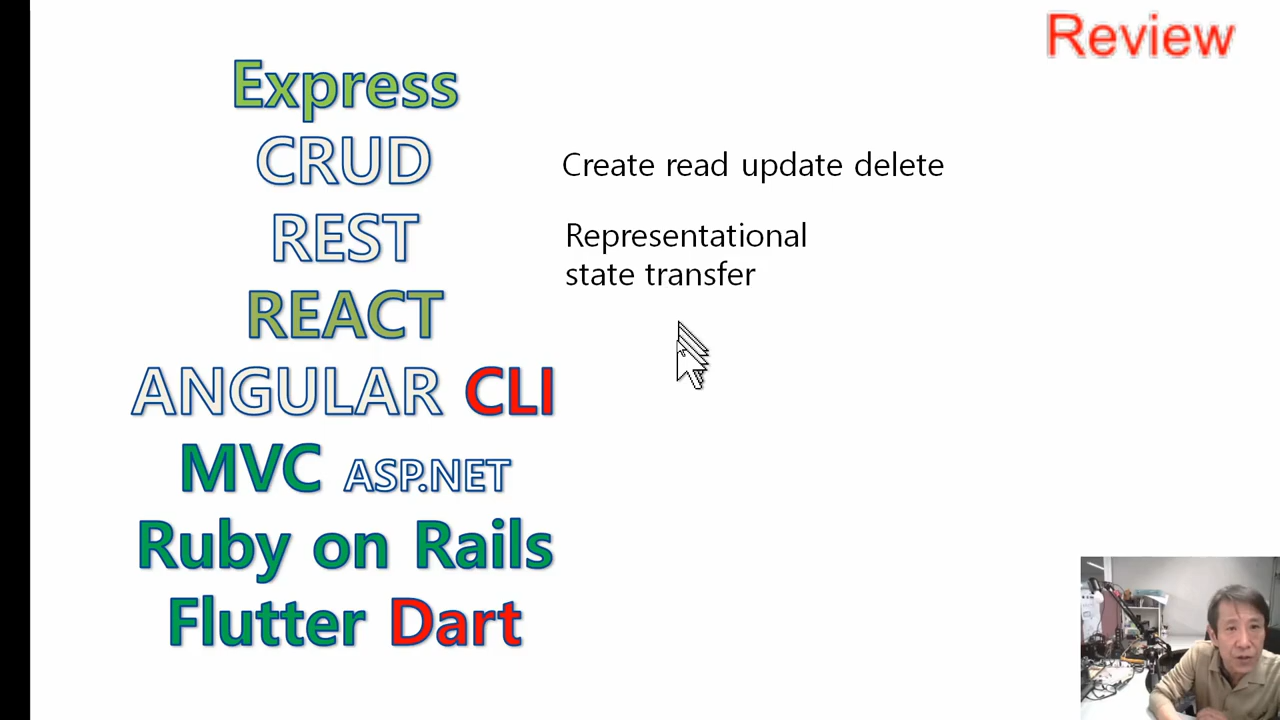 Review
Express
CRUD
Create read update delete
REST
Representational
state transfer
REACT
ANGULAR CLI
MVC ASP.NET
Ruby on Rails
Flutter Dart